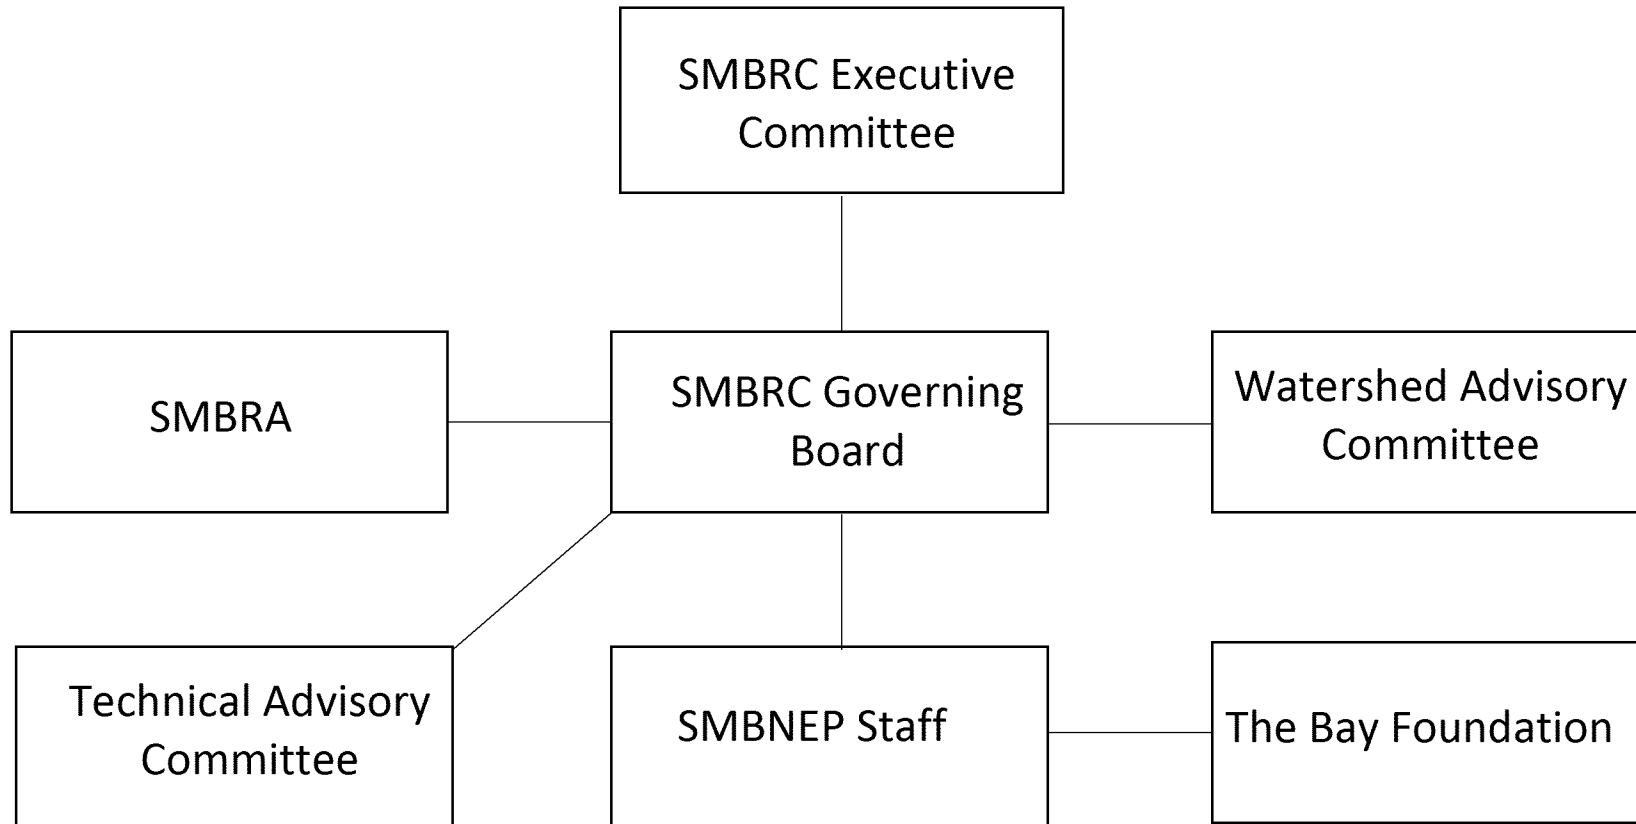 SMBRC Executive
Committee
SMBRA
SMBRC Governing
Board
Watershed Advisory
Committee
Technical Advisory
Committee
SMBNEP Staff
The Bay Foundation